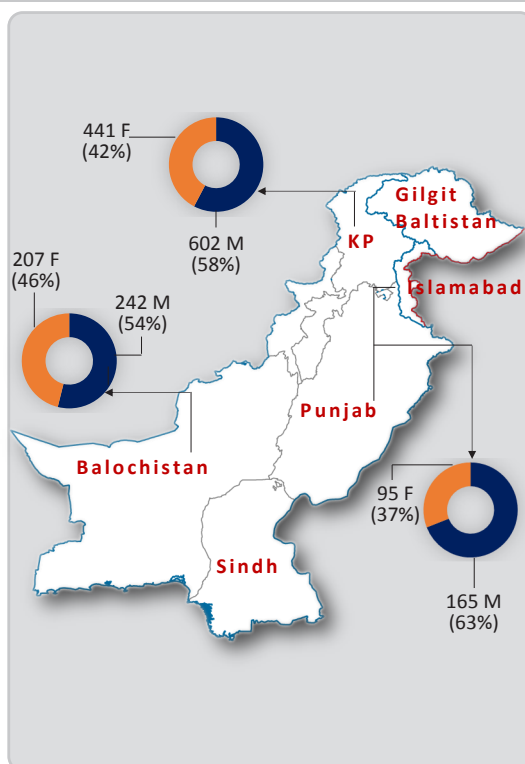 441 F
(42%)
602 M
(58%)
Gilgit
Baltistan
KP
207 F
(46%)
242 M
(54%)
Islamabad
Punjab
Balochistan
95 F
(37%)
Sindh
165 M
(63%)